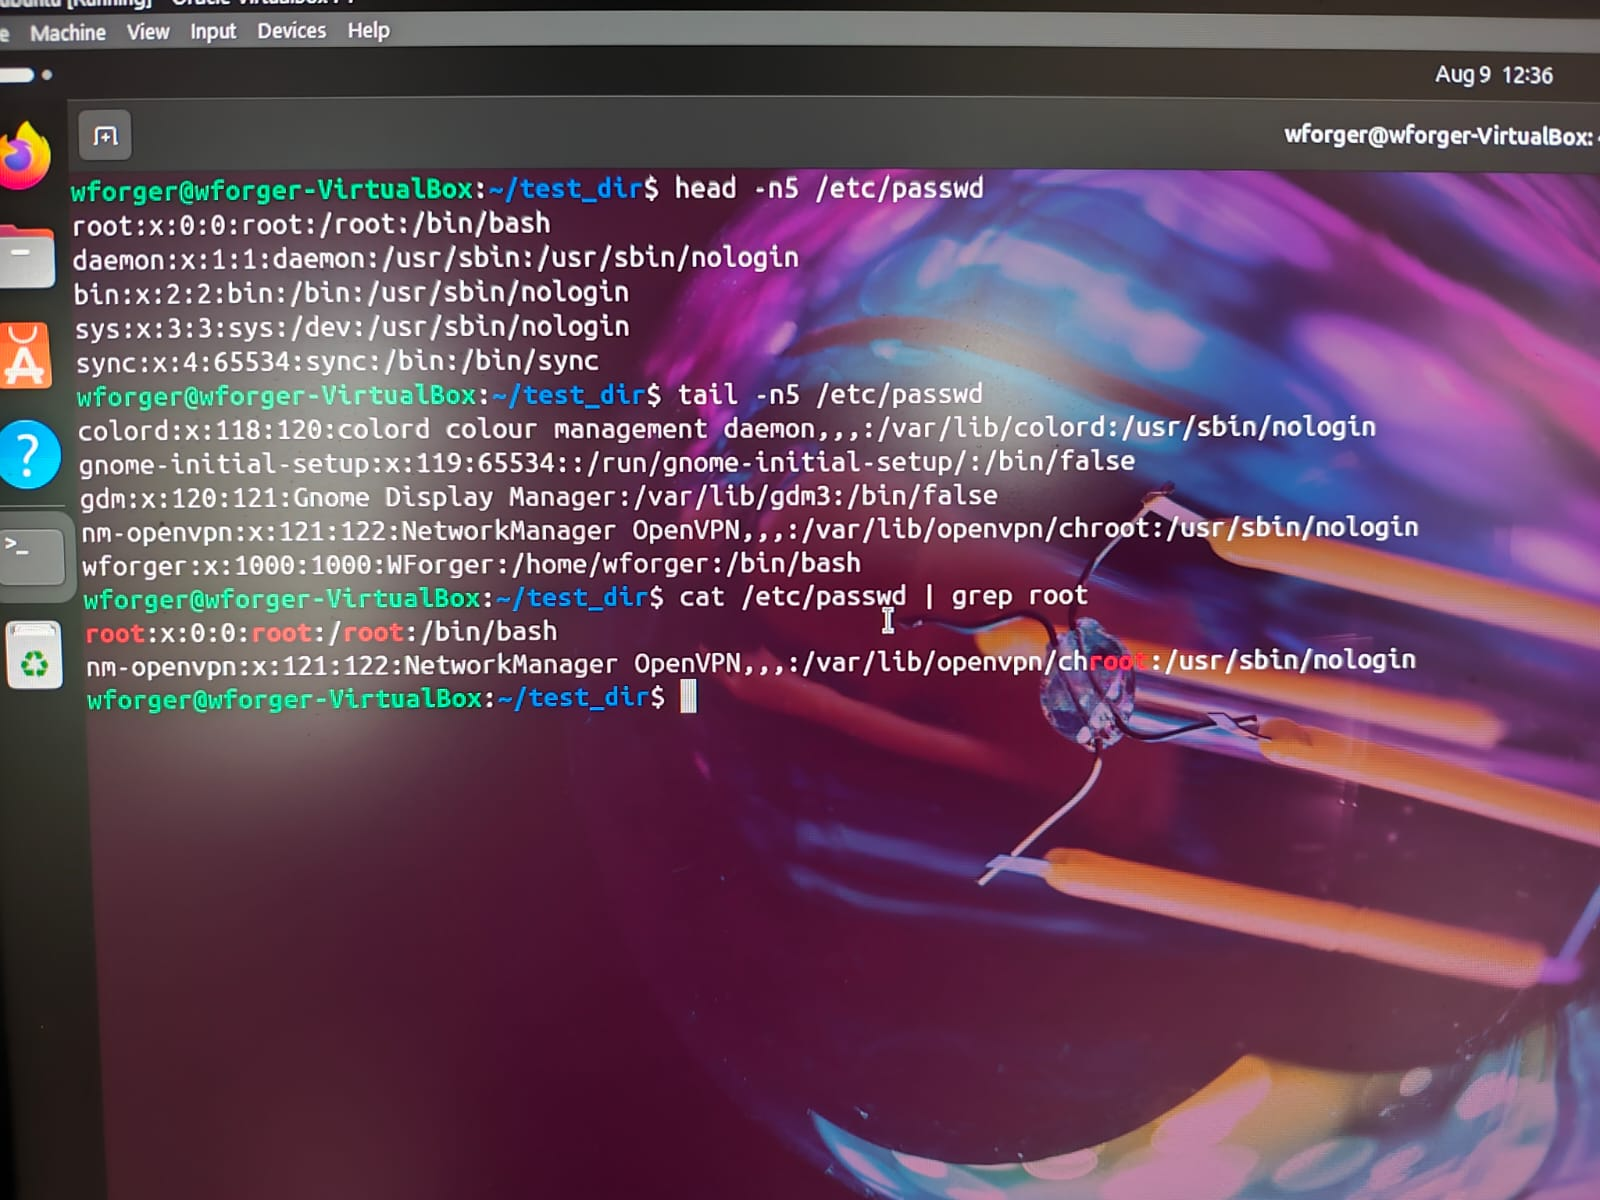 Machine View Input Devices Help
Aug 9 12:36
wforger@wforger-VirtualBox:
wforger@wforger-VirtualBox:~/test_dir$ head -n5 /etc/passwd
root:x:0:0:root:/root:/bin/bash
daemon:x:1:1:daemon:/usr/sbin:/usr/sbin/nologin
bin:x:2:2:bin:/bin:/usr/sbin/nologin
sys:x:3:3:sys:/dev:/usr/sbin/nologin
sync:x:4:65534:sync:/bin:/bin/sync
wforger@wforger-VirtualBox:~/test_dir$ tail -n5 /etc/passwd
colord:x:118:120:colord colour management daemon,,,:/var/lib/colord:/usr/sbin/nologin
gnome-initial-setup:x:119:65534::/run/gnome-initial-setup/:/bin/false
gdm:x:120:121:Gnome Display Manager:/var/lib/gdm3:/bin/false
nm-openvpn:x:121:122:NetworkManager OpenVPN,,,:/var/lib/openvpn/chroot:/usr/sbin/nologin
wforger:x:1000:1000:WForger:/home/wforger:/bin/bash
wforger@wforger-VirtualBox:~/test_dir$ cat /etc/passwd | grep root
root:x:0:0:root:/root:/bin/bash
nm-openvpn:x:121:122:NetworkManager OpenVPN,,,:/var/lib/openvpn/chroot:/usr/sbin/nologin
wforger@wforger-VirtualBox:~/test_dir$